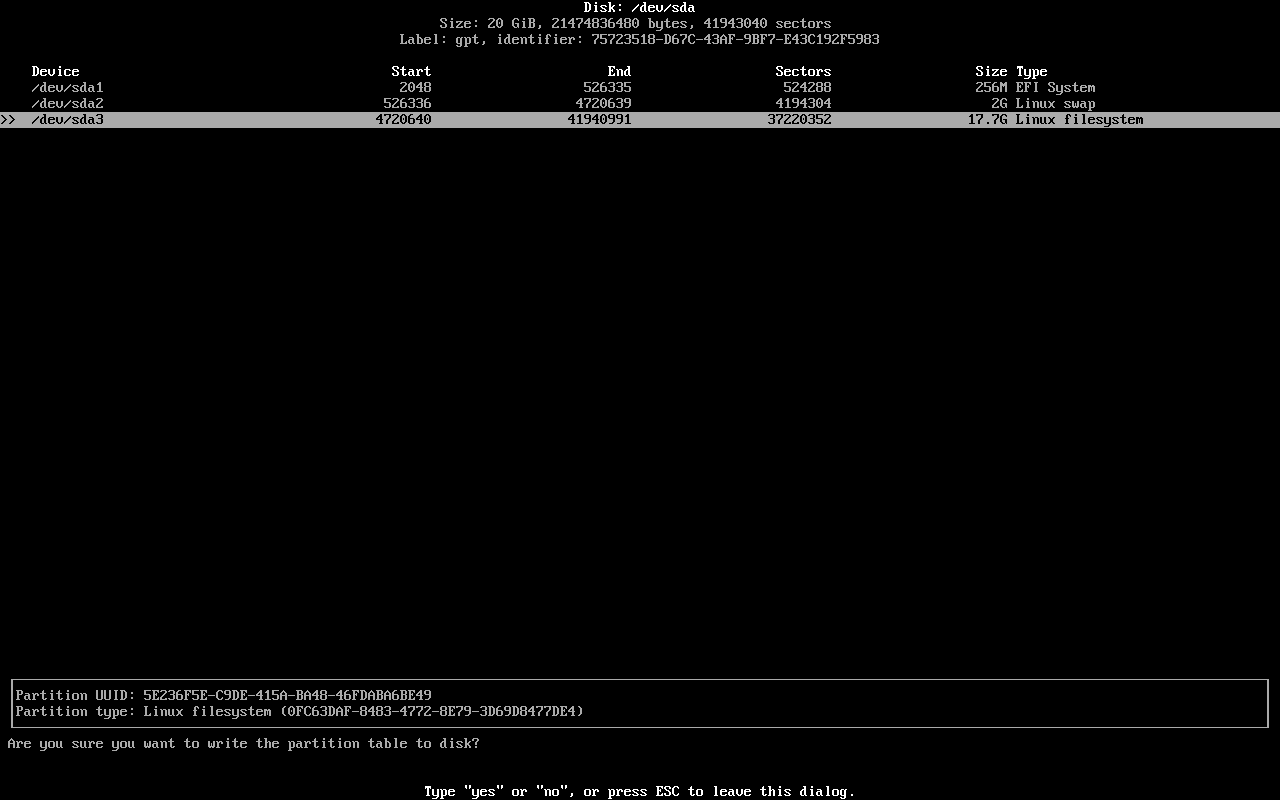 Disk: /dev/sda
Size: 20 GiB, 21474836480 bytes, 41943040 sectors
Label: gpt, identifier: 75723518-D67C-43AF-9BF7-E43C192F5983
Device Start End Sectors Size Type
/dev/sda1 2048 526335 524288 256M EFI System
/dev/sda2 526336 4720639 4194304 2G Linux swap
>> /dev/sda3 4720640 41940991 37220352 17.7G Linux filesystem
Partition UUID: 5E236F5E-C9DE-415A-BA48-46FDABA6BE49
Partition type: Linux filesystem (0FC63DAF-8483-4772-8E79-3D69D8477DE4)
Are you sure you want to write the partition table to disk?
Type "yes" or "no", or press ESC to leave this dialog.